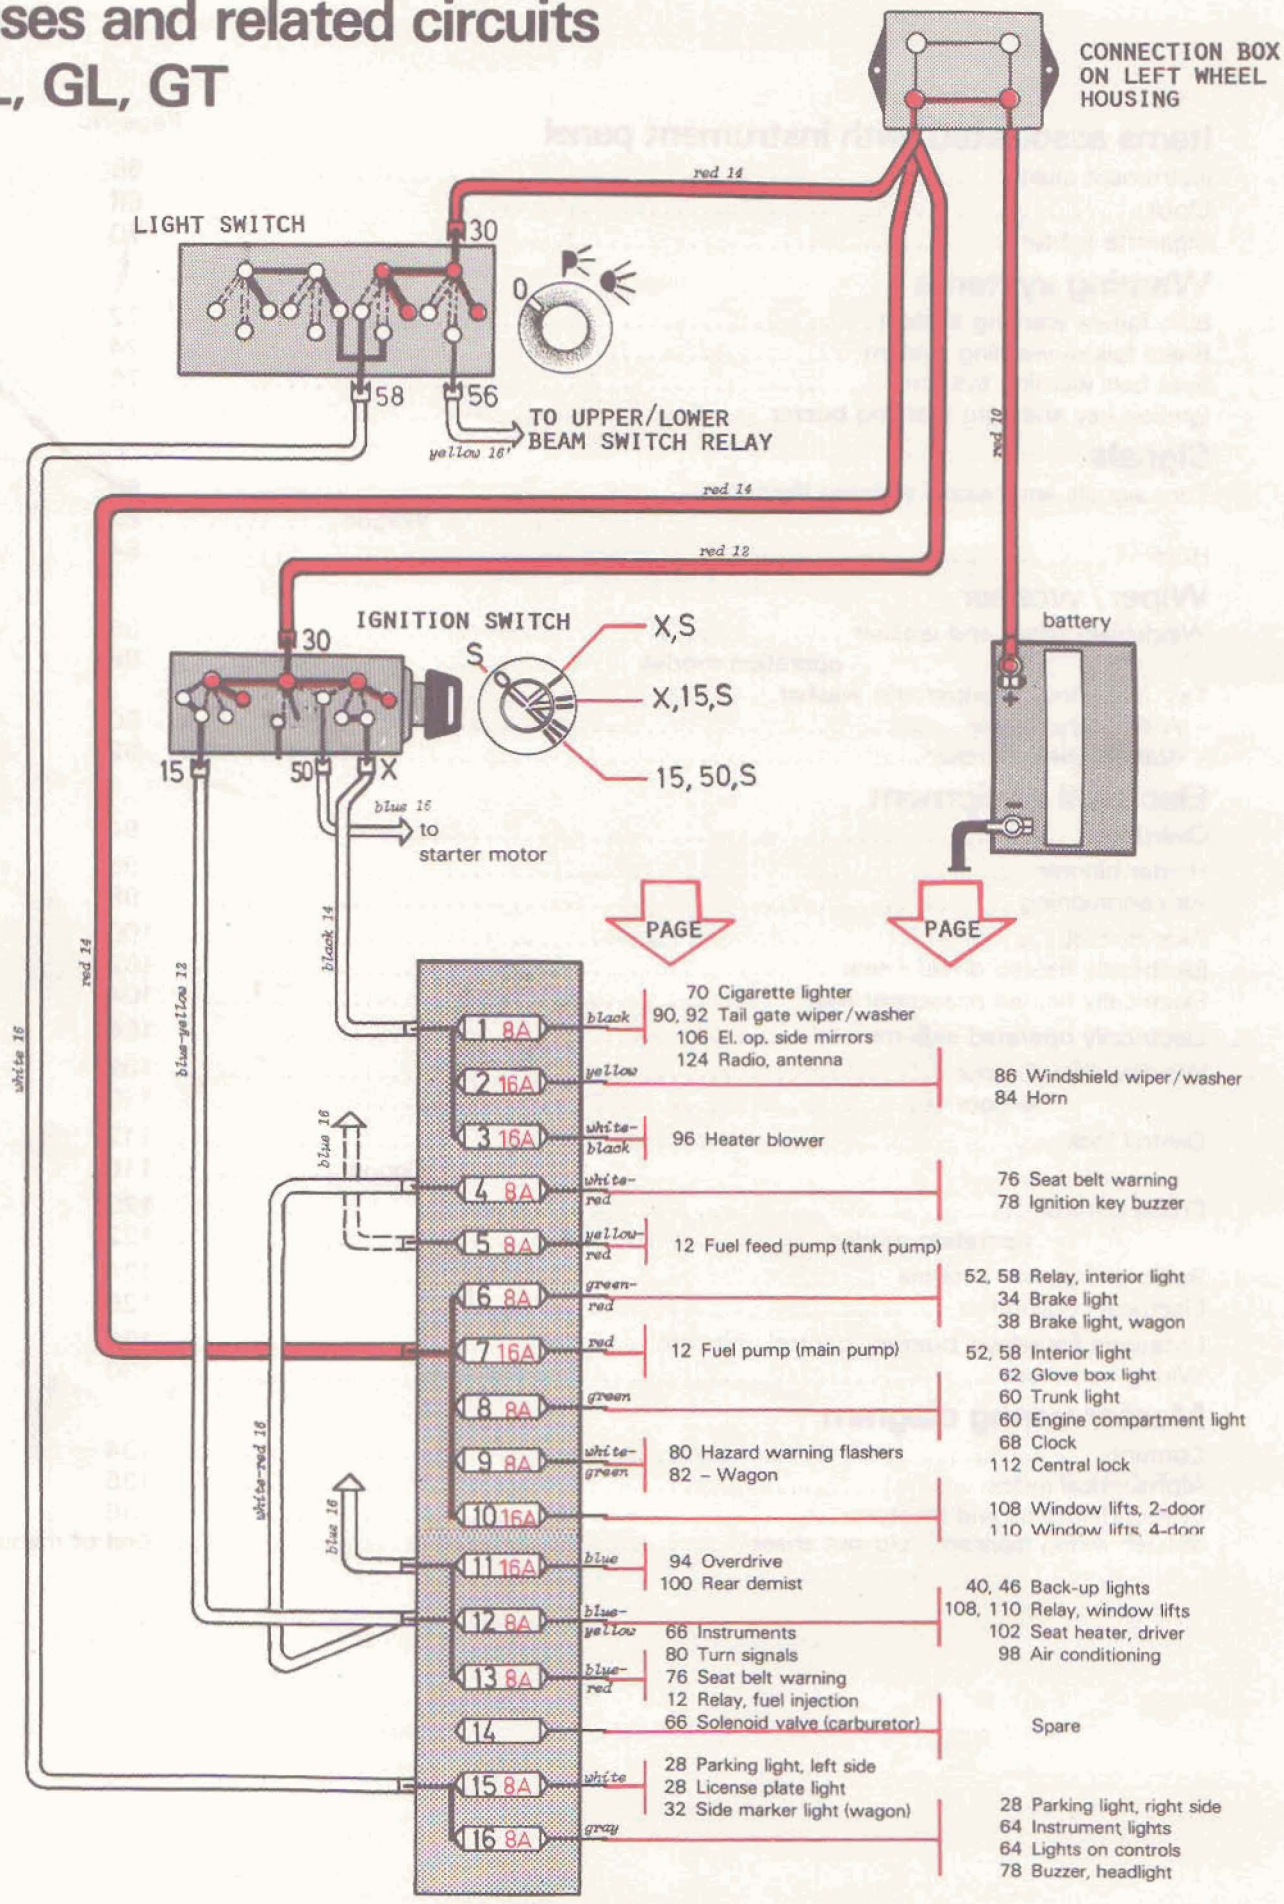 ses and related circuits
L, GL, GT
CONNECTION BOX
ON LEFT WHEEL
HOUSING
red 14
LIGHT SWITCH
30
0
58
56
TO UPPER/LOWER
BEAM SWITCH RELAY
yellow 16
red 10
red 14
red 12
IGNITION SWITCH
30
S
0
X,S
X,15,S
15,50,S
battery
+
-
15
50
X
blue 16
to
starter motor
PAGE
PAGE
red 14
blue-yellow 12
black 14
white 16
blue 16
white-red 16
blue 16
1 8A
black
70 Cigarette lighter
90, 92 Tail gate wiper/washer
106 El. op. side mirrors
124 Radio, antenna
2 16A
yellow
86 Windshield wiper/washer
84 Horn
3 16A
white-
black
96 Heater blower
4 8A
white-
red
76 Seat belt warning
78 Ignition key buzzer
5 8A
yellow-
red
12 Fuel feed pump (tank pump)
6 8A
green-
red
52, 58 Relay, interior light
34 Brake light
38 Brake light, wagon
7 16A
red
12 Fuel pump (main pump)
8 8A
green
52, 58 Interior light
62 Glove box light
60 Trunk light
60 Engine compartment light
68 Clock
112 Central lock
9 8A
white-
green
80 Hazard warning flashers
82 – Wagon
10 16A
108 Window lifts, 2-door
110 Window lifts, 4-door
11 16A
blue
94 Overdrive
100 Rear demist
12 8A
blue-
yellow
40, 46 Back-up lights
108, 110 Relay, window lifts
102 Seat heater, driver
98 Air conditioning
13 8A
blue-
red
66 Instruments
80 Turn signals
76 Seat belt warning
12 Relay, fuel injection
66 Solenoid valve (carburetor)
14
Spare
15 8A
white
28 Parking light, left side
28 License plate light
32 Side marker light (wagon)
16 8A
gray
28 Parking light, right side
64 Instrument lights
64 Lights on controls
78 Buzzer, headlight